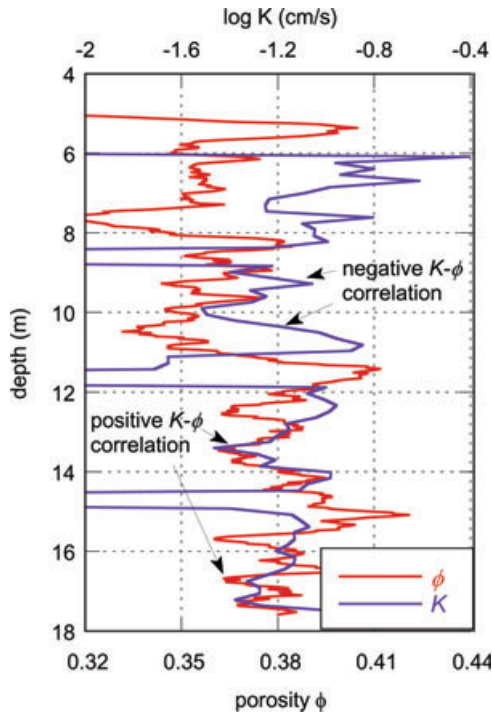 log K (cm/s)
-2 -1.6 -1.2 -0.8 -0.4
4
6
8
negative K-ϕ
correlation
10
depth (m)
12
positive K-ϕ
correlation
14
16
ϕ
K
18
0.32 0.35 0.38 0.41 0.44
porosity ϕ